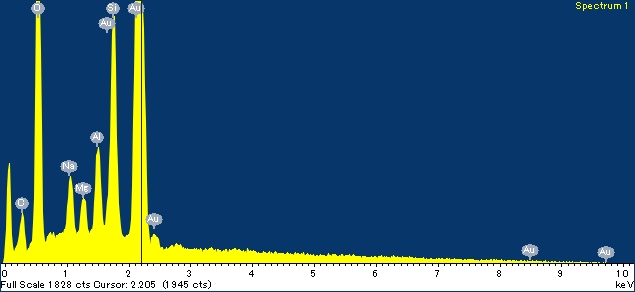 Spectrum 1
O Si Au
Au
Al
Na
Mg
Au
Au Au
0 1 2 3 4 5 6 7 8 9 10
Full Scale 1828 cts Cursor: 2.205 (1945 cts) keV